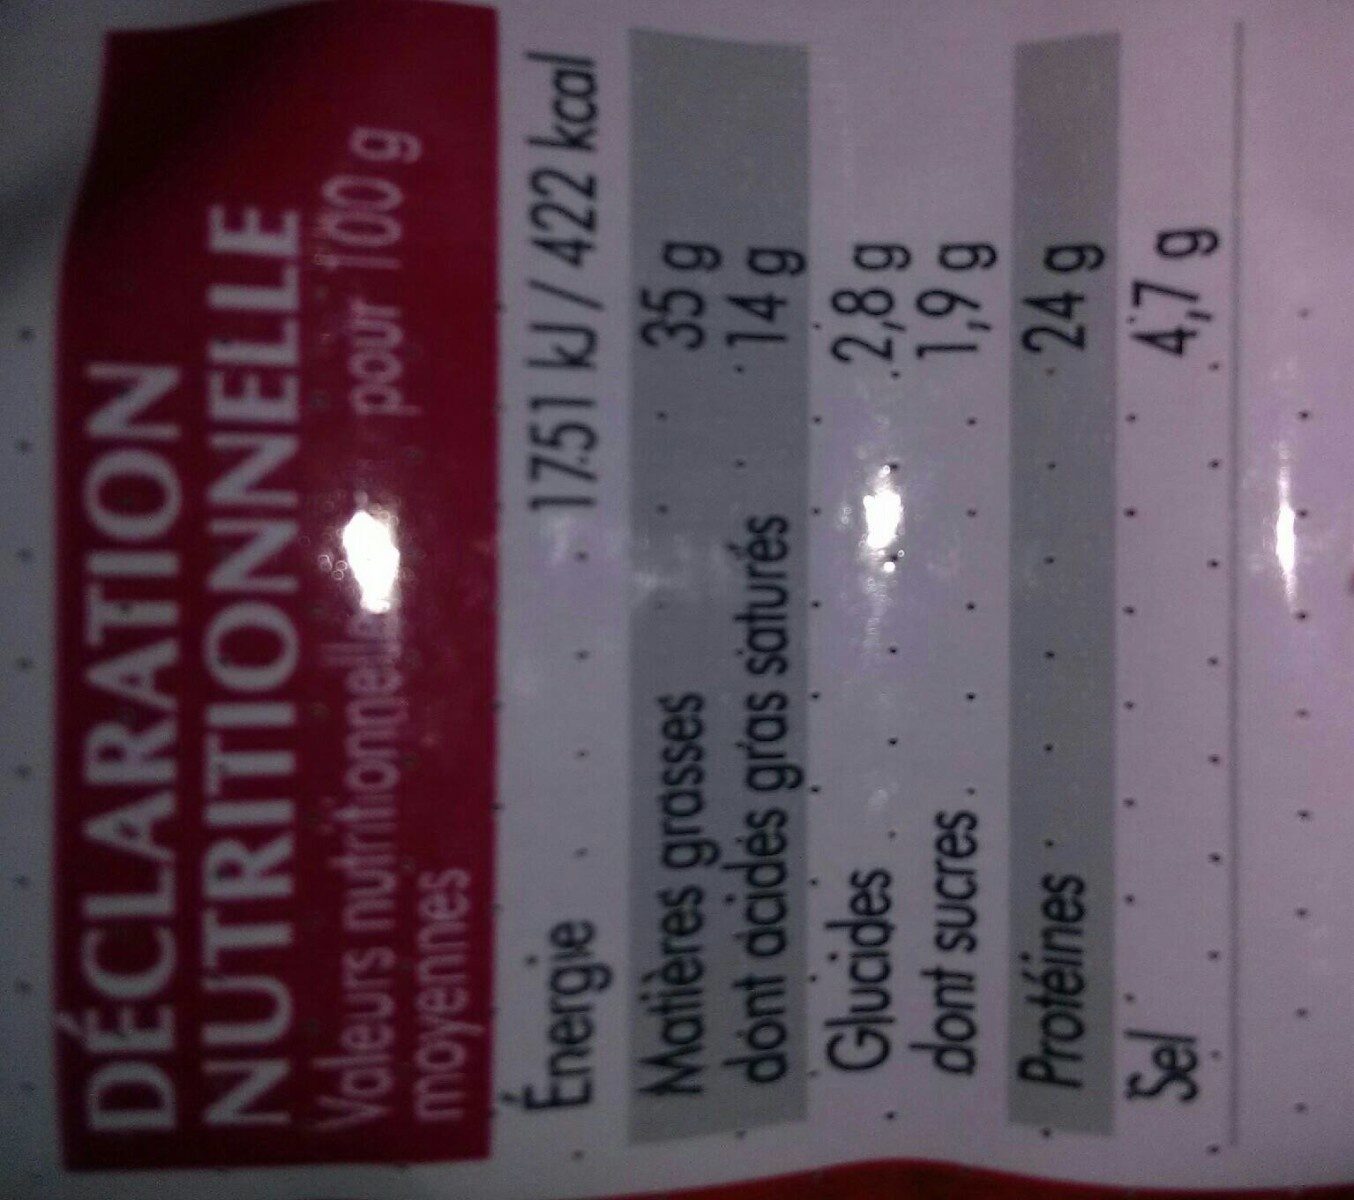 DÉCLARATION
NUTRITIONNELLE
Valeurs nutritionnelles pour 100 g
moyennes
Énergie 1751 kJ / 422 kcal
Matières grasses 35 g
dont acides gras saturés 14 g
Glucides 2,8 g
dont sucres 1,9 g
Protéines 24 g
Sel 4,7 g